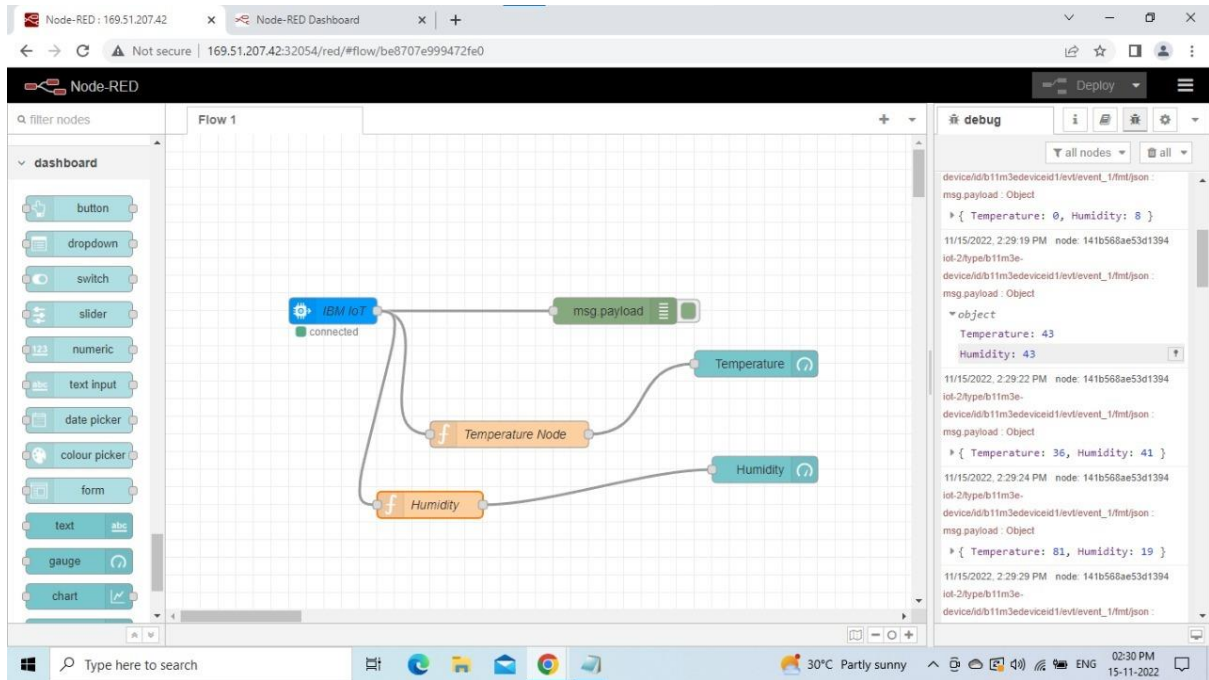 Node-RED : 169.51.207.42
Node-RED Dashboard
Not secure
169.51.207.42:32054/red/#flow/be8707e999472fe0
Node-RED
Deploy
filter nodes
Flow 1
debug
i
all nodes
all
dashboard
button
dropdown
switch
slider
123
numeric
abc
text input
date picker
colour picker
form
text
abc
gauge
chart
IBM IoT
connected
msg.payload
Temperature
f
Temperature Node
Humidity
f
Humidity
device/id/b11m3edeviceid1/evt/event_1/fmt/json :
msg.payload : Object
{ Temperature: 0, Humidity: 8 }
11/15/2022, 2:29:19 PM node: 141b568ae53d1394
iot-2/type/b11m3e-
device/id/b11m3edeviceid1/evt/event_1/fmt/json :
msg.payload : Object
object
Temperature: 43
Humidity: 43
11/15/2022, 2:29:22 PM node: 141b568ae53d1394
iot-2/type/b11m3e-
device/id/b11m3edeviceid1/evt/event_1/fmt/json :
msg.payload : Object
{ Temperature: 36, Humidity: 41 }
11/15/2022, 2:29:24 PM node: 141b568ae53d1394
iot-2/type/b11m3e-
device/id/b11m3edeviceid1/evt/event_1/fmt/json :
msg.payload : Object
{ Temperature: 81, Humidity: 19 }
11/15/2022, 2:29:29 PM node: 141b568ae53d1394
iot-2/type/b11m3e-
device/id/b11m3edeviceid1/evt/event_1/fmt/json :
Type here to search
30°C Partly sunny
ENG
02:30 PM
15-11-2022